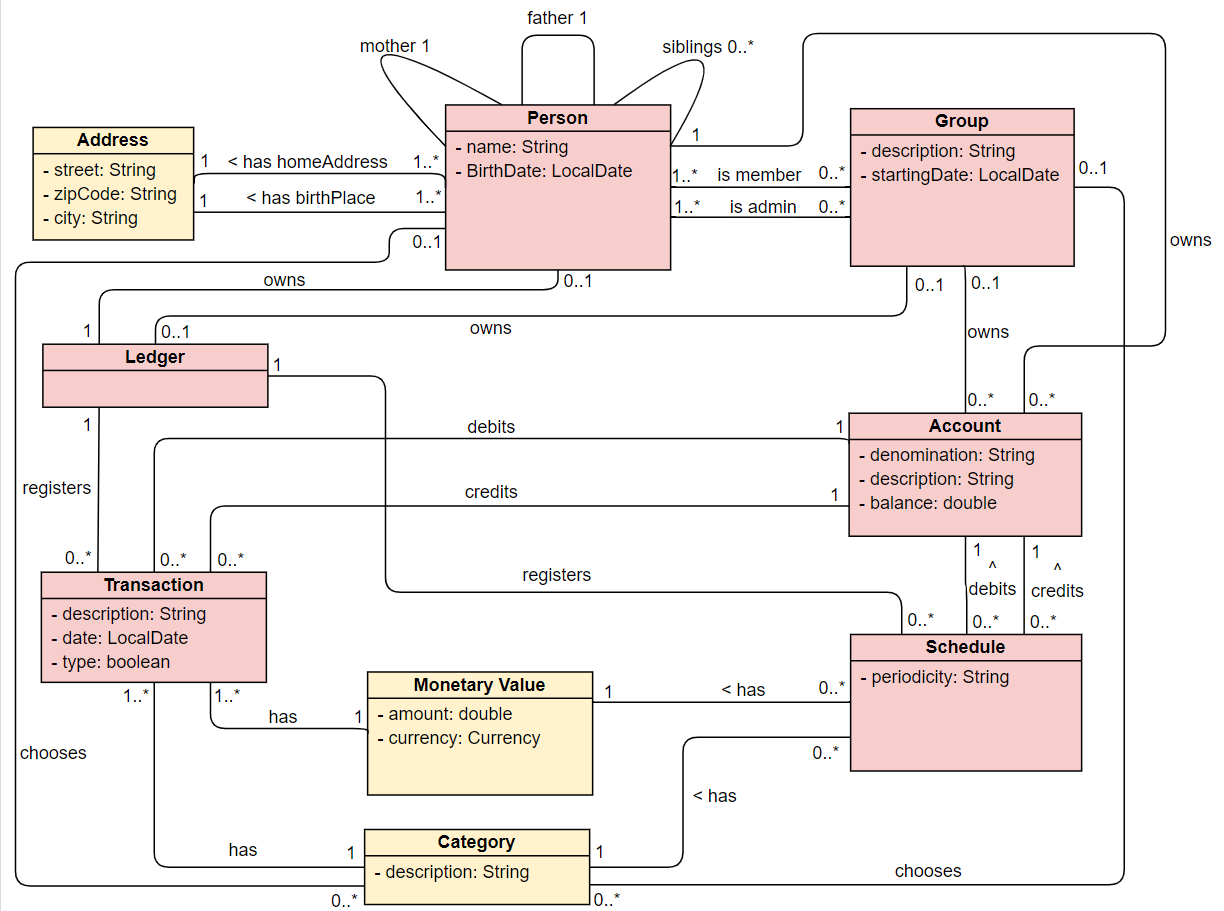 father 1
mother 1
siblings 0..*
Person
- name: String
- BirthDate: LocalDate
Address
- street: String
- zipCode: String
- city: String
Group
- description: String
- startingDate: LocalDate
1
1 < has homeAddress 1..*
1 < has birthPlace 1..*
1..* is member 0..*
1..* is admin 0..*
0..1
0..1
owns
owns
0..1
0..1
0..1
1
0..1
owns
owns
Ledger
1
1
0..*
0..*
debits
1
Account
- denomination: String
- description: String
- balance: double
registers
credits
1
0..*
0..*
0..*
1
^
debits
1
^
credits
registers
Transaction
- description: String
- date: LocalDate
- type: boolean
0..*
0..*
0..*
Schedule
- periodicity: String
1..*
1..*
has
1
Monetary Value
- amount: double
- currency: Currency
1
< has
0..*
0..*
chooses
< has
Category
- description: String
has
1
1
chooses
0..*
0..*